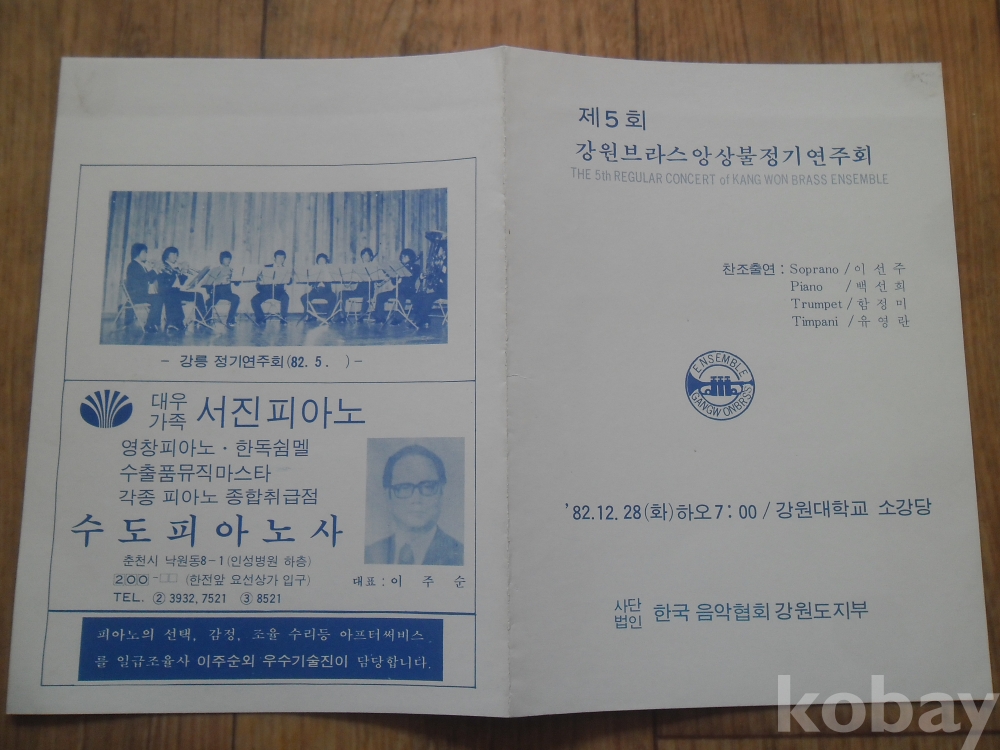 - 강릉 정기연주회(82. 5.   ) -
대우
가족 서진피아노
영창피아노 · 한독쉼멜
수출품뮤직마스타
각종 피아노 종합취급점
수도피아노사
춘천시 낙원동8-1(인성병원 하층)
200-□□ (한전앞 요선상가 입구)
TEL. ② 3932, 7521 ③ 8521
대표: 이 주 순
피아노의 선택, 감정, 조율 수리등 아프터써비스
를 일급조율사 이주순외 우수기술진이 담당합니다.
제5회
강원브라스앙상블정기연주회
THE 5th REGULAR CONCERT of KANG WON BRASS ENSEMBLE
찬조출연 : Soprano / 이 선 주
Piano / 백 선 희
Trumpet / 함 정 미
Timpani / 유 영 란
ENSEMBLE
GANGWONBRSS
'82. 12. 28 (화) 하오 7 : 00 / 강원대학교 소강당
사단
법인 한국 음악협회 강원도지부
kobay